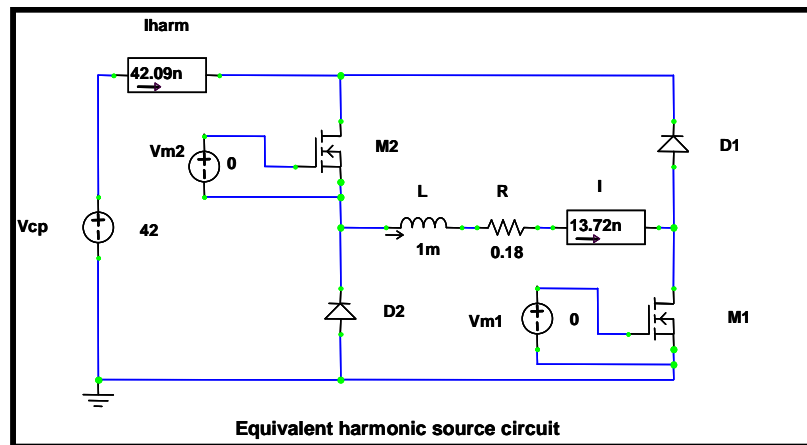 Iharm
42.09n
Vm2
0
M2
D1
Vcp
42
L
R
I
1m
0.18
13.72n
D2
Vm1
0
M1
Equivalent harmonic source circuit